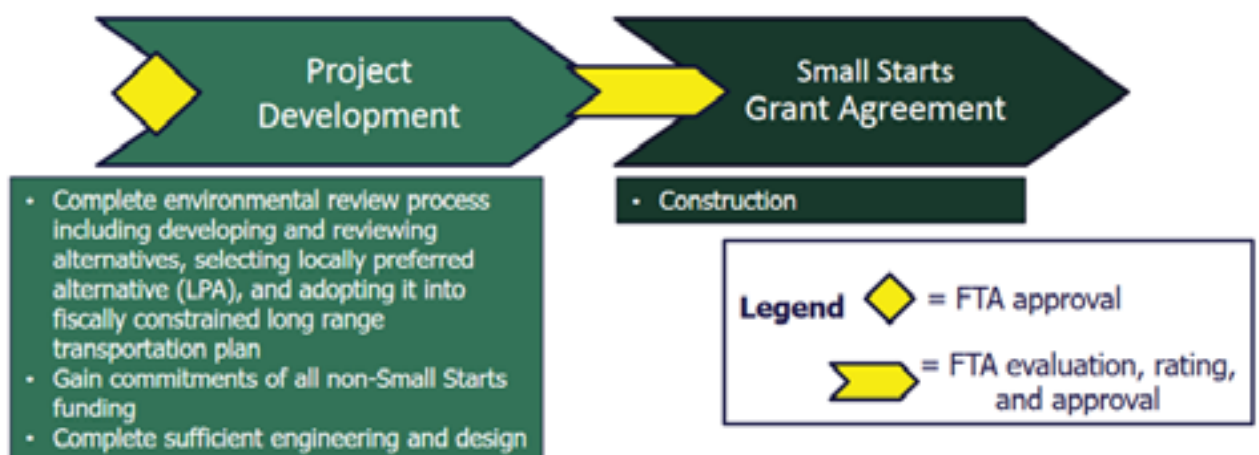 Project
Development
Small Starts
Grant Agreement
• Complete environmental review process
including developing and reviewing
alternatives, selecting locally preferred
alternative (LPA), and adopting it into
fiscally constrained long range
transportation plan
• Gain commitments of all non-Small Starts
funding
• Complete sufficient engineering and design
• Construction
Legend
= FTA approval
= FTA evaluation, rating,
and approval